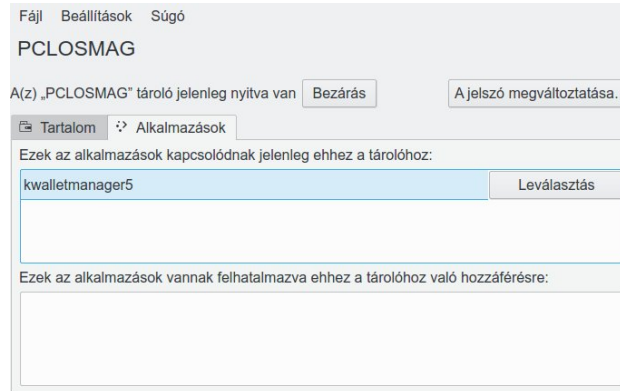 Fájl Beállítások Súgó
PCLOSMAG
A(z) „PCLOSMAG” tároló jelenleg nyitva van Bezárás A jelszó megváltoztatása.
Tartalom Alkalmazások
Ezek az alkalmazások kapcsolódnak jelenleg ehhez a tárolóhoz:
kwalletmanager5 Leválasztás
Ezek az alkalmazások vannak felhatalmazva ehhez a tárolóhoz való hozzáférésre: